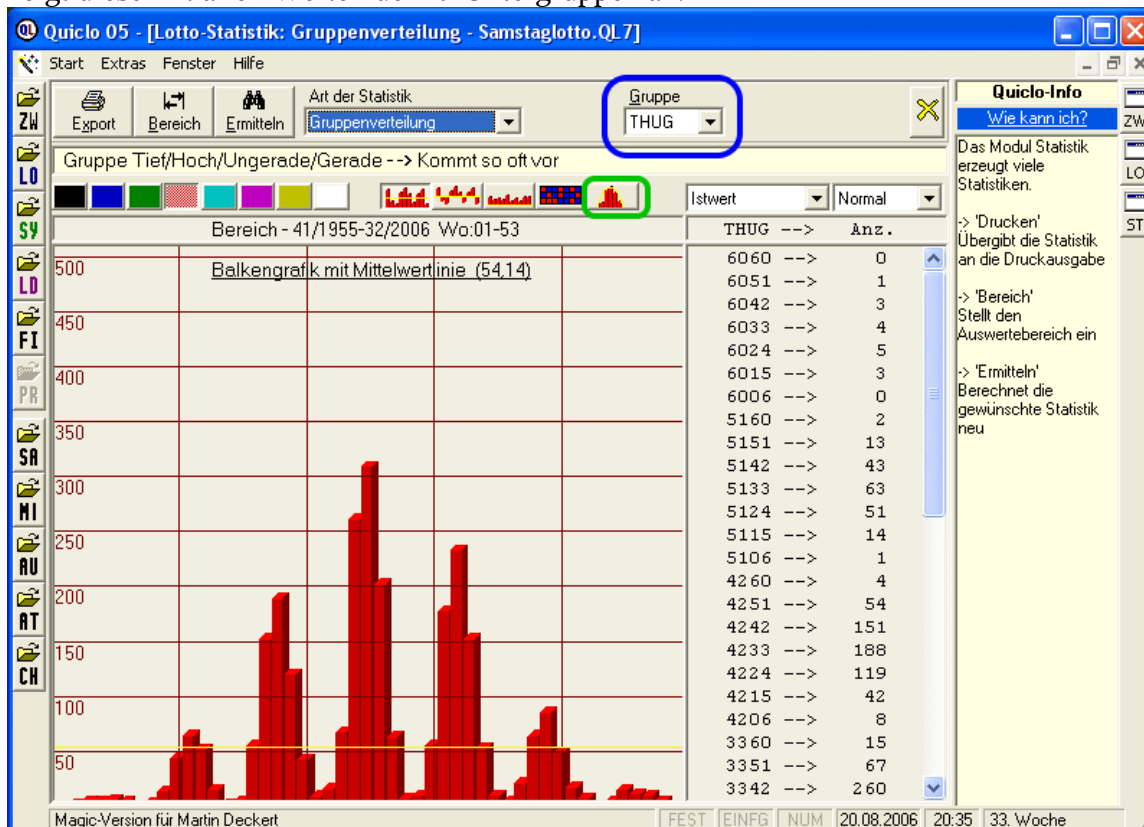 Quiclo 05 - [Lotto-Statistik: Gruppenverteilung - Samstaglotto.QL7]
Start Extras Fenster Hilfe
ZW
LO
SY
LD
FI
PR
SA
MI
AU
AT
CH
Export
Bereich
Ermitteln
Art der Statistik
Gruppenverteilung
Gruppe
THUG
Gruppe Tief/Hoch/Ungerade/Gerade --> Kommt so oft vor
Istwert
Normal
Bereich - 41/1955-32/2006 Wo:01-53
THUG --> Anz.
Balkengrafik mit Mittelwertlinie (54,14)
500
450
400
350
300
250
200
150
100
50
6060 --> 0
6051 --> 1
6042 --> 3
6033 --> 4
6024 --> 5
6015 --> 3
6006 --> 0
5160 --> 2
5151 --> 13
5142 --> 43
5133 --> 63
5124 --> 51
5115 --> 14
5106 --> 1
4260 --> 4
4251 --> 54
4242 --> 151
4233 --> 188
4224 --> 119
4215 --> 42
4206 --> 8
3360 --> 15
3351 --> 67
3342 --> 260
Quiclo-Info
Wie kann ich?
Das Modul Statistik
erzeugt viele
Statistiken.
-> 'Drucken'
Übergibt die Statistik
an die Druckausgabe
-> 'Bereich'
Stellt den
Auswertebereich ein
-> 'Ermitteln'
Berechnet die
gewünschte Statistik
neu
ZW
LO
ST
Magic-Version für Martin Deckert
FEST EINFG NUM 20.08.2006 20:35 33. Woche